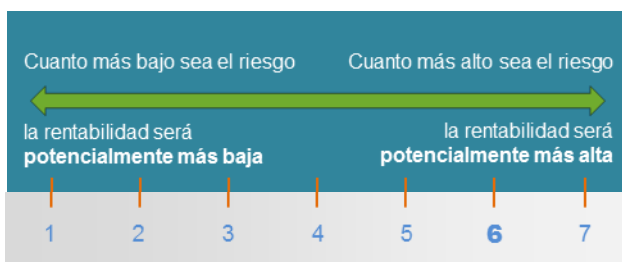 Cuanto más bajo sea el riesgo
Cuanto más alto sea el riesgo
la rentabilidad será
potencialmente más baja
la rentabilidad será
potencialmente más alta
1 2 3 4 5 6 7